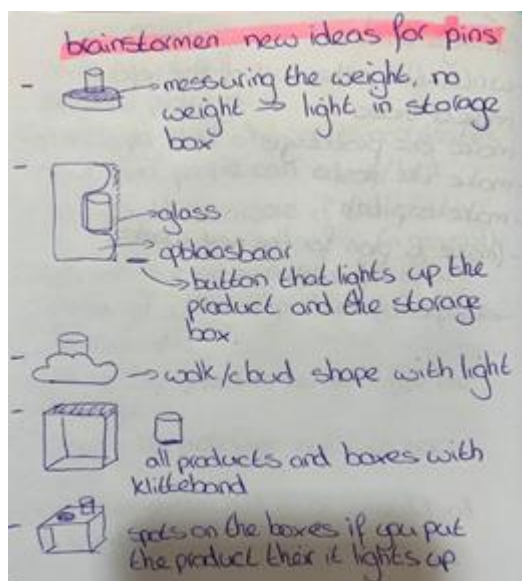 brainstormen new ideas for pins
- messuring the weight, no
weight → light in storage
box
-
glass
opblaasbaar
button that lights up the
product and the storage
box
- wolk/cloud shape with light
-
all products and boxes with
klitteband
- spots on the boxes if you put
the product their it lights up